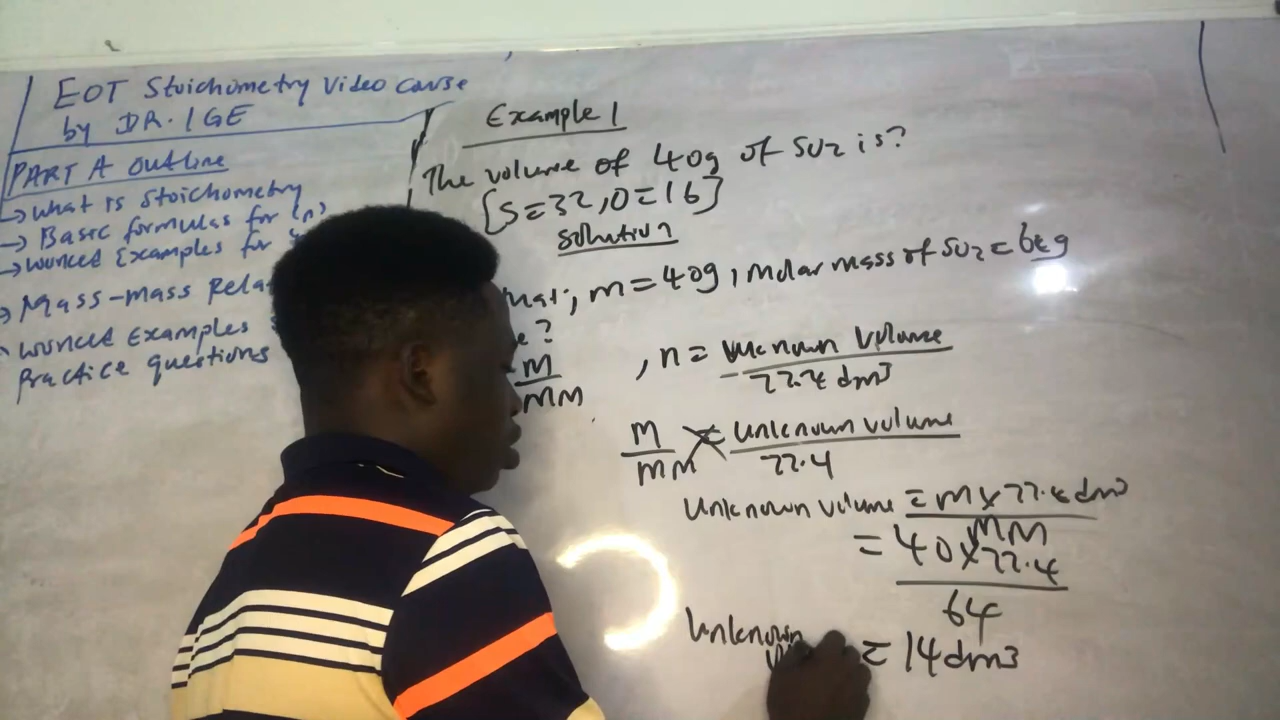 EOT Stoichometry Video Course
by DR. IGE
PART A Outline
→ What is Stoichometry
→ Basic formulas for (n)
→ Worked Examples for
→ Mass-mass Rela
→ Worked Examples
Practice questions
Example 1
The volume of 40g of SO2 is?
[S=32, O=16]
Solution
m=40g, molar mass of SO2 = 64g
?
M
MM
, n = Unknown Volume
22.4 dm3
M = Unknown volume
MM 22.4
Unknown volume = M x 22.4 dm3
MM
= 40 x 22.4
64
Unknown
= 14dm3